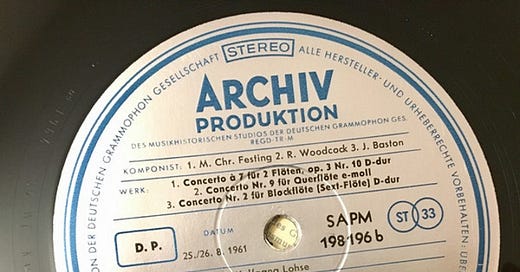 ON DER DEUTSCHEN GRAMMOPHON GESELLSCHAFT STEREO ALLE HERSTELLER- UND URHEBERRECHTE VORBEHALTEN
ARCHIV
PRODUKTION
DES MUSIKHISTORISCHEN STUDIOS DER DEUTSCHEN GRAMMOPHON GES.
REGD-TR-M
KOMPONIST: 1. M. Chr. Festing 2. R. Woodcock 3. J. Baston
WERK: 1. Concerto à 7 für 2 Flöten, op. 3 Nr. 10 D-dur
2. Concerto Nr. 9 für Querflöte e-moll
3. Concerto Nr. 2 für Blockflöte (Sext-Flöte) D-dur
D. P.
DATUM
25./26. 8. 1961
SAPM
198196 b
ST 33
Lohse